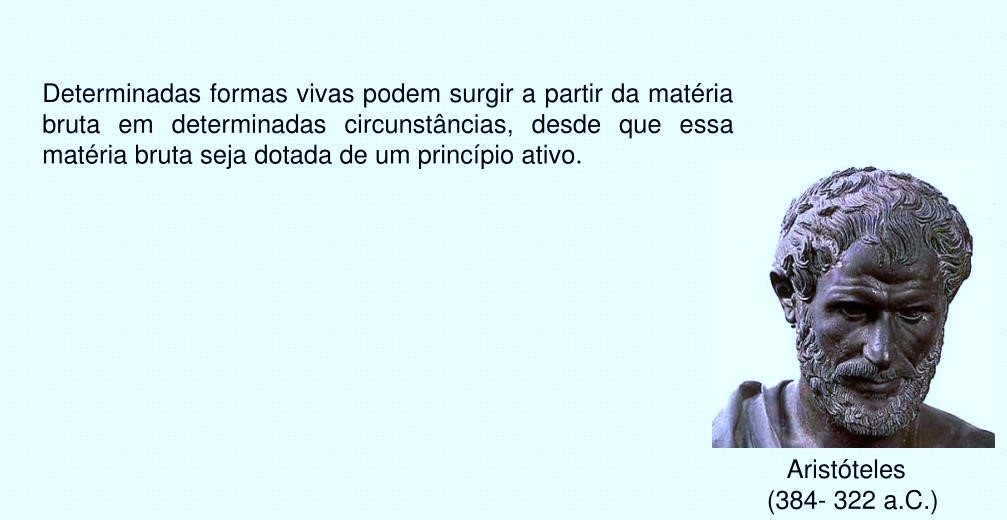 Determinadas formas vivas podem surgir a partir da matéria
bruta em determinadas circunstâncias, desde que essa
matéria bruta seja dotada de um princípio ativo.
Aristóteles
(384- 322 a.C.)